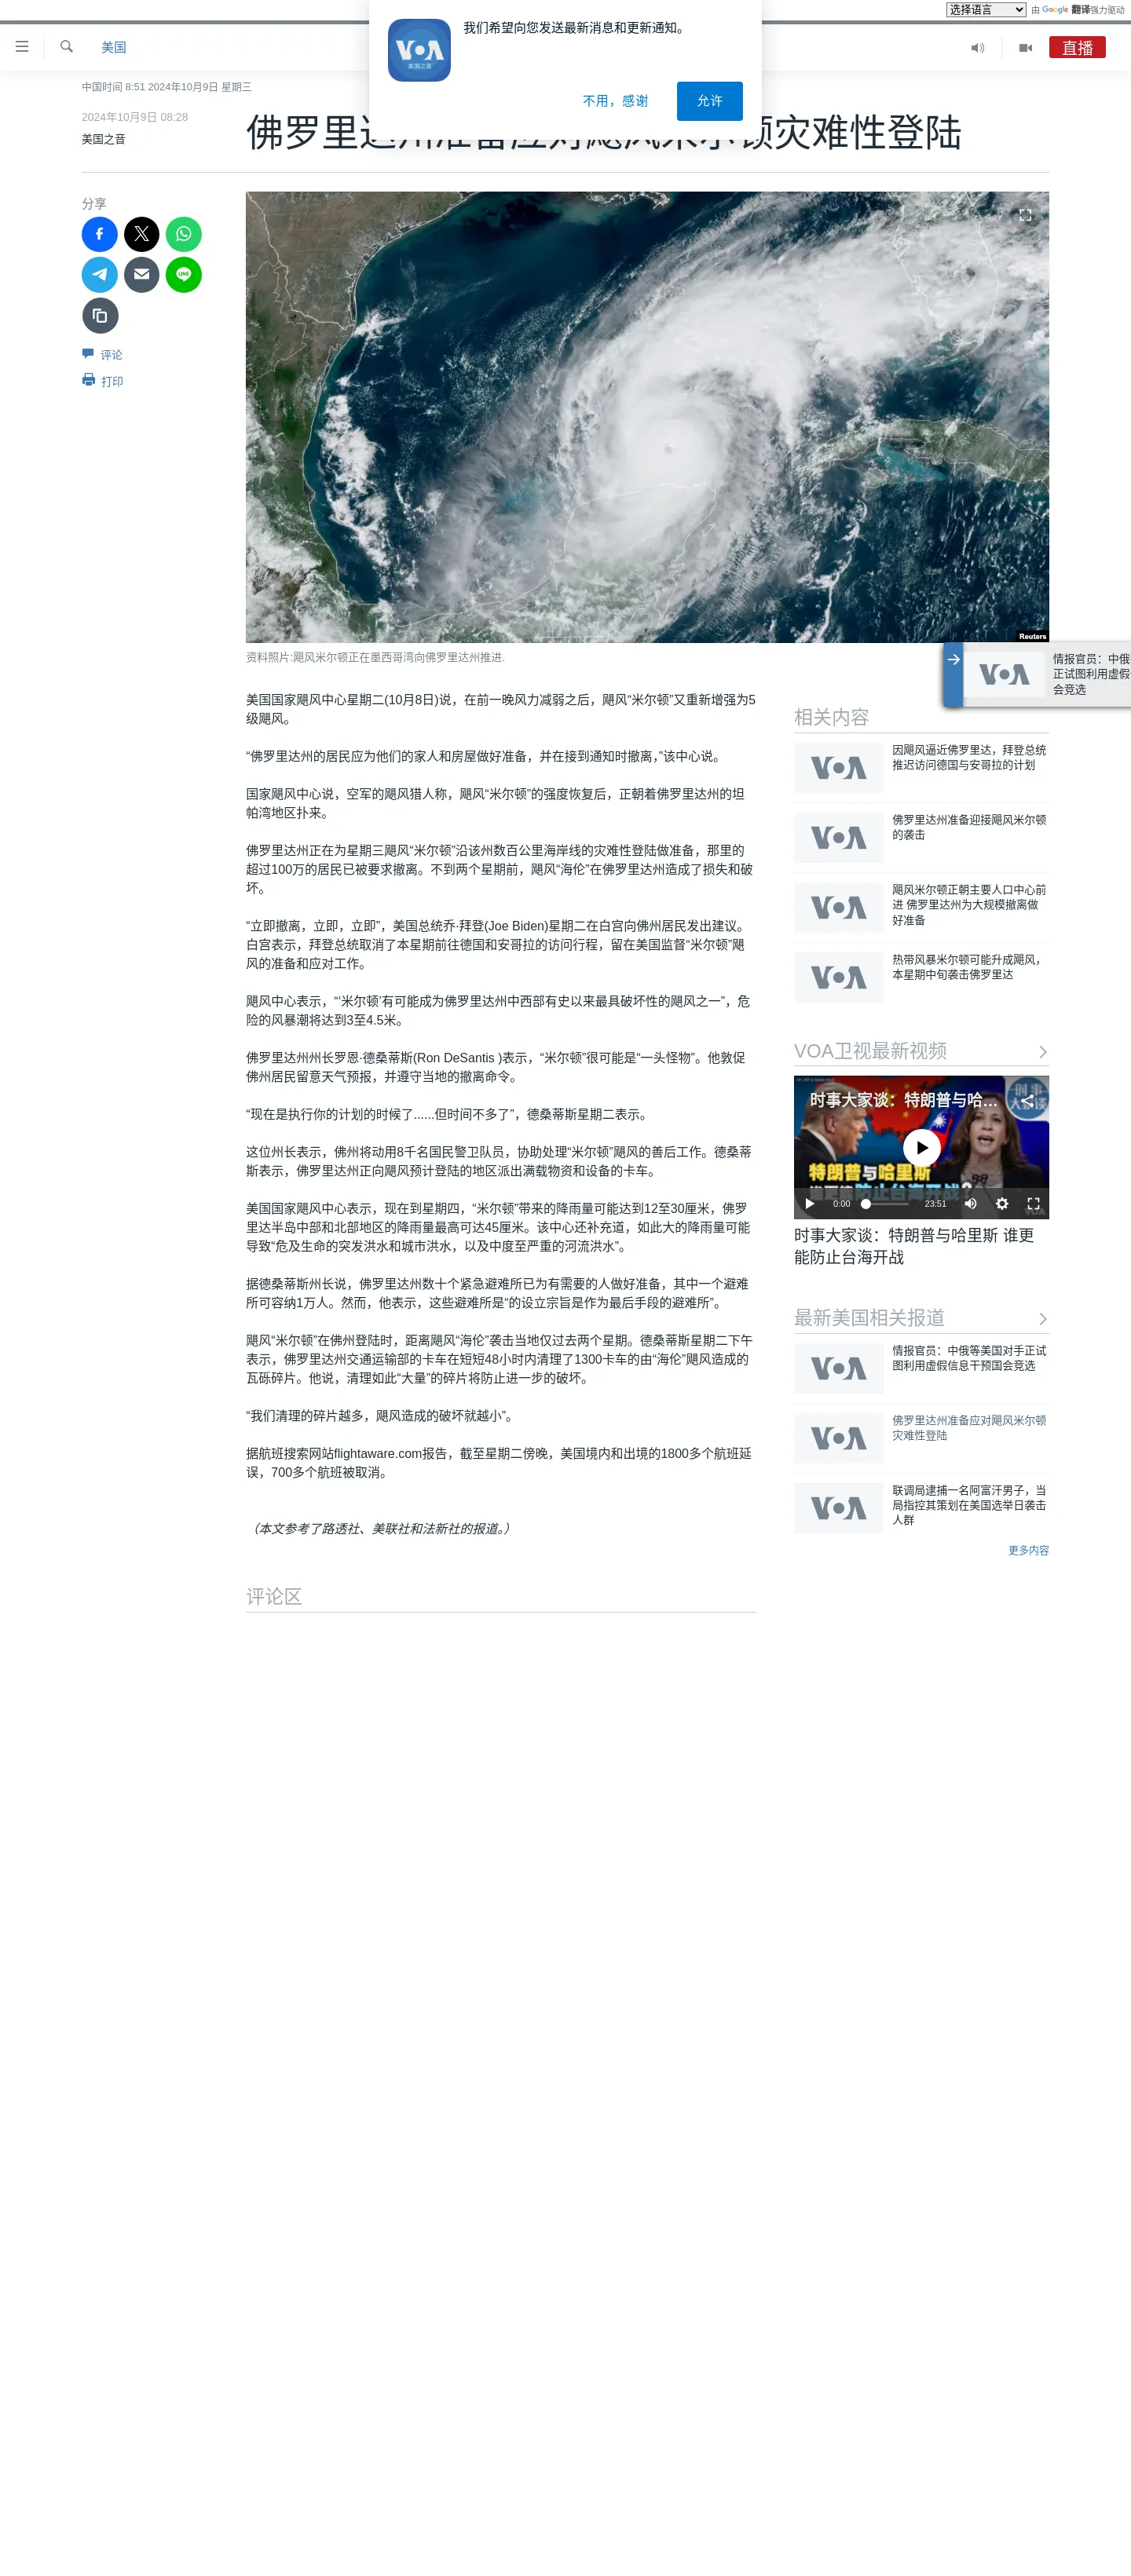 选择语言
由 Google 翻译强力驱动
我们希望向您发送最新消息和更新通知。
VOA
美国之音
不用，感谢
允许
美国
直播
中国时间 8:51 2024年10月9日 星期三
2024年10月9日 08:28
美国之音
佛罗里达州准备应对飓风米尔顿灾难性登陆
分享
LINE
评论
打印
Reuters
资料照片:飓风米尔顿正在墨西哥湾向佛罗里达州推进.
VOA
情报官员：中俄
正试图利用虚假
会竞选
美国国家飓风中心星期二(10月8日)说，在前一晚风力减弱之后，飓风“米尔顿”又重新增强为5
级飓风。
“佛罗里达州的居民应为他们的家人和房屋做好准备，并在接到通知时撤离，”该中心说。
国家飓风中心说，空军的飓风猎人称，飓风“米尔顿”的强度恢复后，正朝着佛罗里达州的坦
帕湾地区扑来。
佛罗里达州正在为星期三飓风“米尔顿”沿该州数百公里海岸线的灾难性登陆做准备，那里的
超过100万的居民已被要求撤离。不到两个星期前，飓风“海伦”在佛罗里达州造成了损失和破
坏。
“立即撤离，立即，立即”，美国总统乔·拜登(Joe Biden)星期二在白宫向佛州居民发出建议。
白宫表示，拜登总统取消了本星期前往德国和安哥拉的访问行程，留在美国监督“米尔顿”飓
风的准备和应对工作。
飓风中心表示，“‘米尔顿’有可能成为佛罗里达州中西部有史以来最具破坏性的飓风之一”，危
险的风暴潮将达到3至4.5米。
佛罗里达州州长罗恩·德桑蒂斯(Ron DeSantis )表示，“米尔顿”很可能是“一头怪物”。他敦促
佛州居民留意天气预报，并遵守当地的撤离命令。
“现在是执行你的计划的时候了......但时间不多了”，德桑蒂斯星期二表示。
这位州长表示，佛州将动用8千名国民警卫队员，协助处理“米尔顿”飓风的善后工作。德桑蒂
斯表示，佛罗里达州正向飓风预计登陆的地区派出满载物资和设备的卡车。
美国国家飓风中心表示，现在到星期四，“米尔顿”带来的降雨量可能达到12至30厘米，佛罗
里达半岛中部和北部地区的降雨量最高可达45厘米。该中心还补充道，如此大的降雨量可能
导致“危及生命的突发洪水和城市洪水，以及中度至严重的河流洪水”。
据德桑蒂斯州长说，佛罗里达州数十个紧急避难所已为有需要的人做好准备，其中一个避难
所可容纳1万人。然而，他表示，这些避难所是“的设立宗旨是作为最后手段的避难所”。
飓风“米尔顿”在佛州登陆时，距离飓风“海伦”袭击当地仅过去两个星期。德桑蒂斯星期二下午
表示，佛罗里达州交通运输部的卡车在短短48小时内清理了1300卡车的由“海伦”飓风造成的
瓦砾碎片。他说，清理如此“大量”的碎片将防止进一步的破坏。
“我们清理的碎片越多，飓风造成的破坏就越小”。
据航班搜索网站flightaware.com报告，截至星期二傍晚，美国境内和出境的1800多个航班延
误，700多个航班被取消。
（本文参考了路透社、美联社和法新社的报道。）
评论区
相关内容
VOA
因飓风逼近佛罗里达，拜登总统
推迟访问德国与安哥拉的计划
VOA
佛罗里达州准备迎接飓风米尔顿
的袭击
VOA
飓风米尔顿正朝主要人口中心前
进 佛罗里达州为大规模撤离做
好准备
VOA
热带风暴米尔顿可能升成飓风，
本星期中旬袭击佛罗里达
VOA卫视最新视频
时事大家谈：特朗普与哈…
特朗普与哈里斯
0:00
23:51
时事大家谈：特朗普与哈里斯 谁更
能防止台海开战
最新美国相关报道
VOA
情报官员：中俄等美国对手正试
图利用虚假信息干预国会竞选
VOA
佛罗里达州准备应对飓风米尔顿
灾难性登陆
VOA
联调局逮捕一名阿富汗男子，当
局指控其策划在美国选举日袭击
人群
更多内容